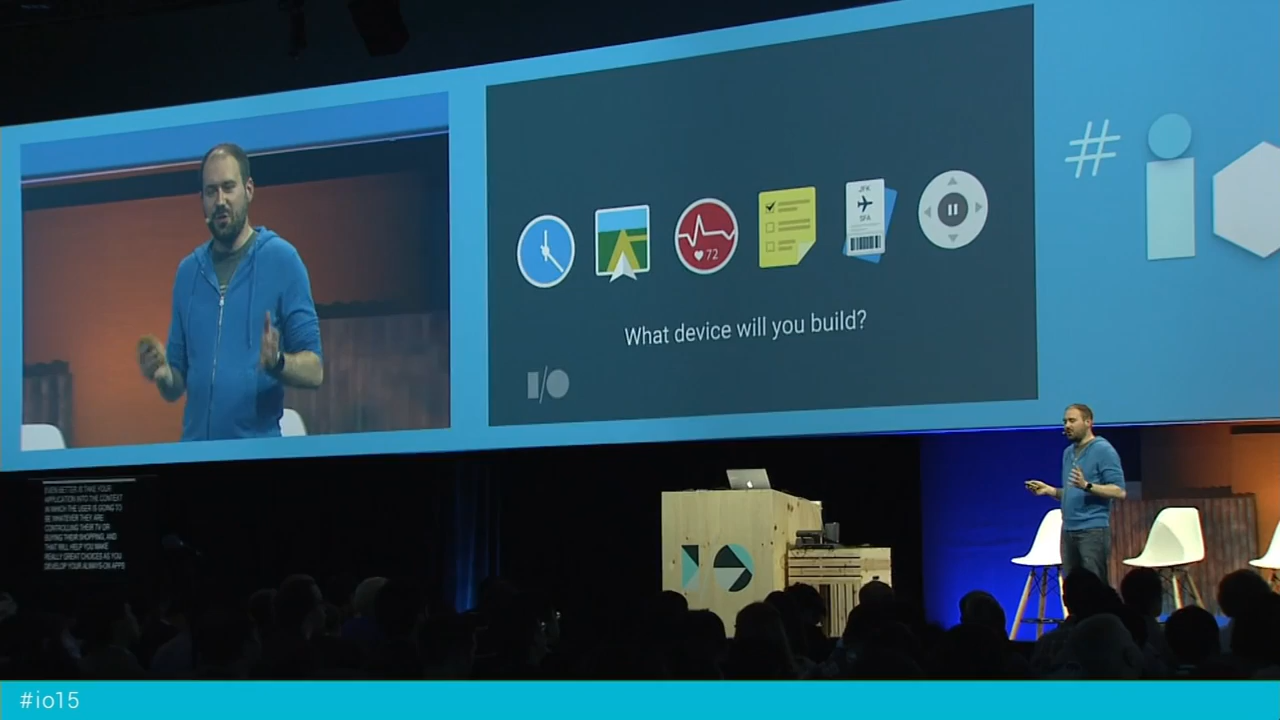 #io
72
JFK
SFA
What device will you build?
I/O
EVEN BETTER IS TAKE YOUR
APPLICATION INTO THE CONTEXT
IN WHICH THE USER IS GOING TO
BE WHATEVER THEY ARE
CONTROLLING THEIR TV OR
BUYING THEIR SHOPPING, AND
THAT WILL HELP YOU MAKE
REALLY GREAT CHOICES AS YOU
DEVELOP YOUR ALWAYS-ON APPS
#io15